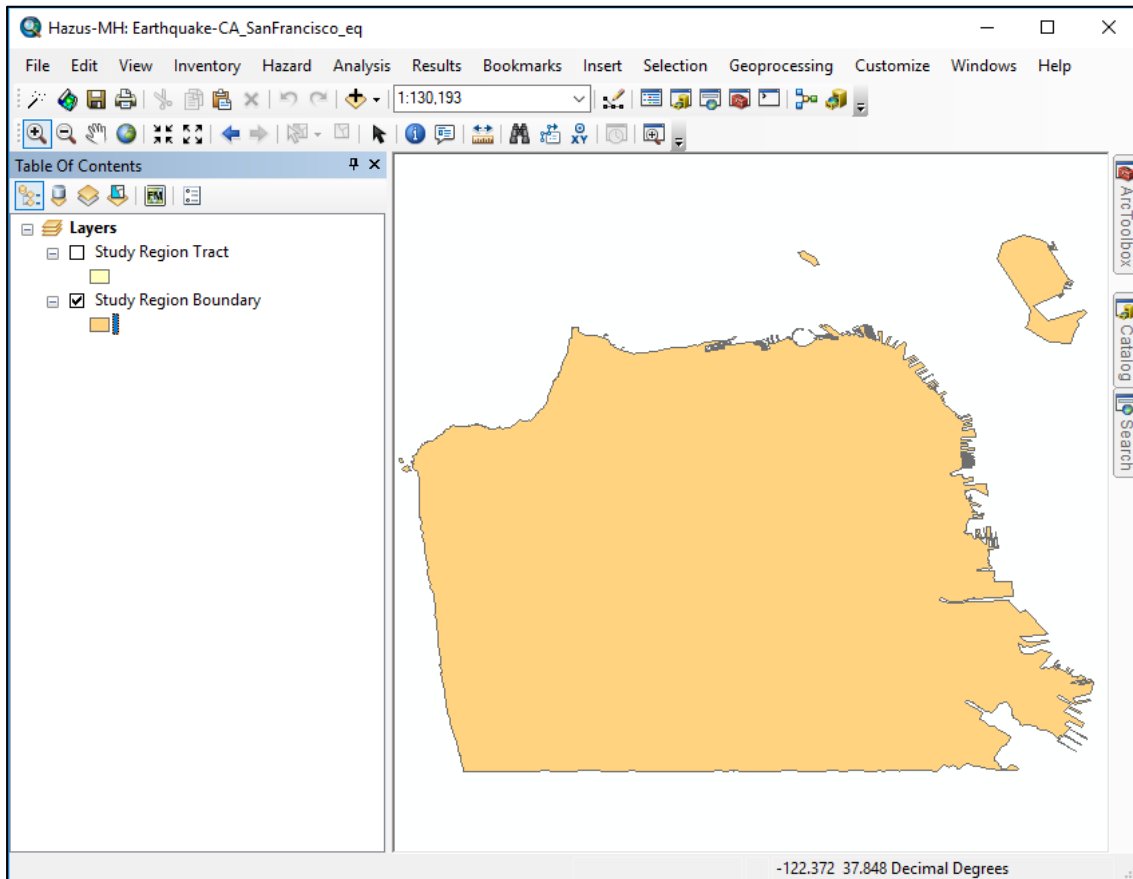 Hazus-MH: Earthquake-CA_SanFrancisco_eq
File Edit View Inventory Hazard Analysis Results Bookmarks Insert Selection Geoprocessing Customize Windows Help
1:130,193
XY
Table Of Contents
FM
Layers
Study Region Tract
Study Region Boundary
ArcToolbox
Catalog
Search
-122.372 37.848 Decimal Degrees